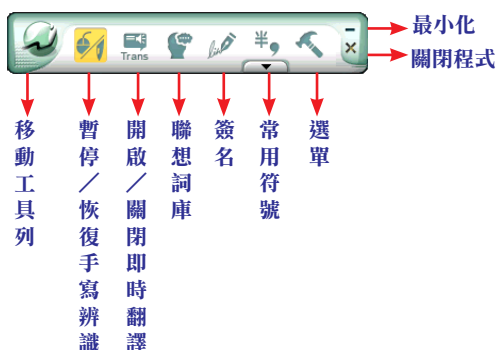 最小化
關閉程式
Trans
半,
移動工具列
暫停／恢復手寫辨識
開啟／關閉即時翻譯
聯想詞庫
簽名
常用符號
選單